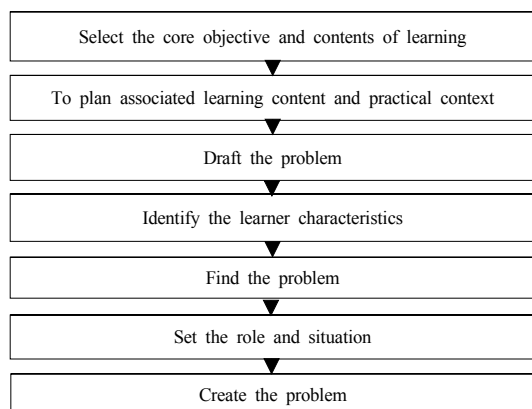 Select the core objective and contents of learning
To plan associated learning content and practical context
Draft the problem
Identify the learner characteristics
Find the problem
Set the role and situation
Create the problem